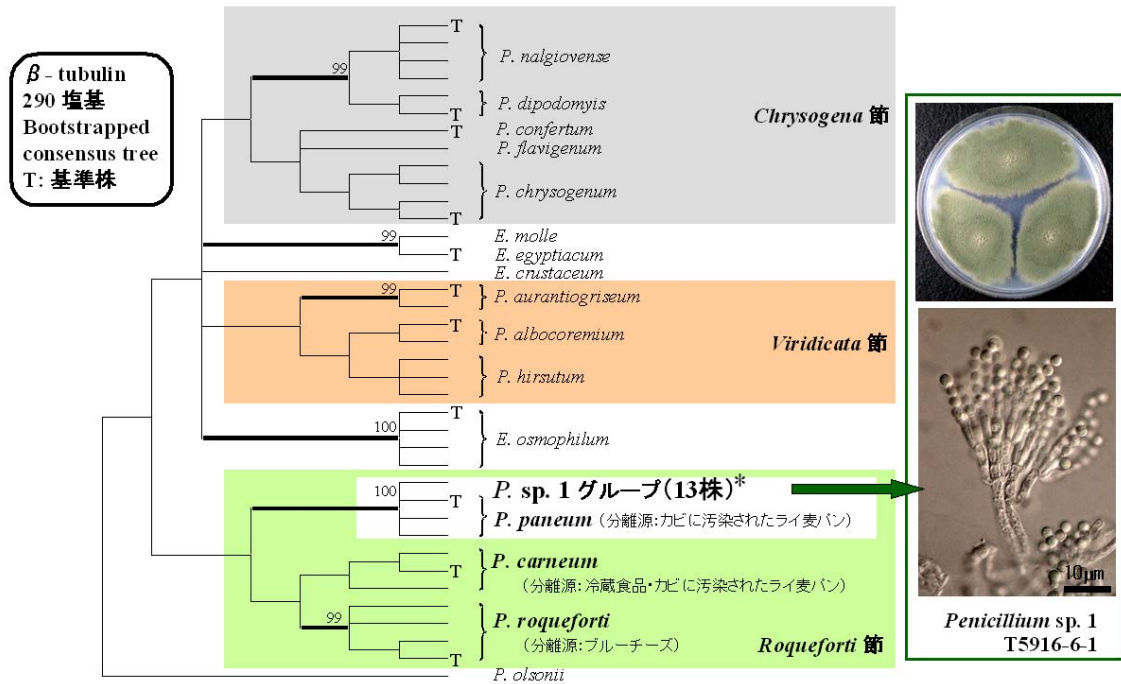 β- tubulin
290 塩基
Bootstrapped
consensus tree
T: 基準株
99
T
P. nalgiovense
P. dipodomyis
T
T
P. confertum
P. flavigenum
P. chrysogenum
T
Chrysogena 節
99
E. molle
T
E. egyptiacum
E. crustaceum
99
T
P. aurantiogriseum
T
P. albocoremium
P. hirsutum
Viridicata 節
T
100
E. osmophilum
100
P. sp. 1 グループ(13株)*
T
P. paneum (分離源:カビに汚染されたライ麦パン)
P. carneum
T
(分離源:冷蔵食品・カビに汚染されたライ麦パン)
99
P. roqueforti
(分離源:ブルーチーズ)
T
Roqueforti 節
P. olsonii
10μm
Penicillium sp. 1
T5916-6-1